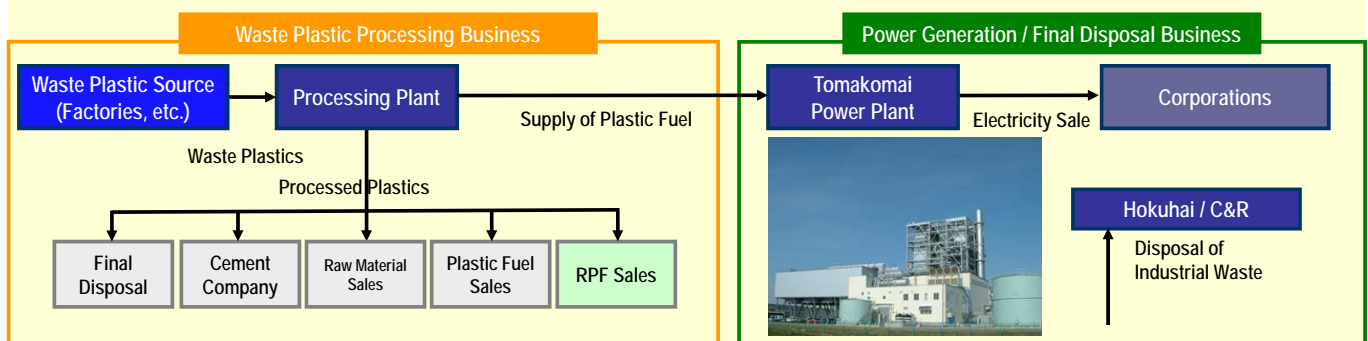 Waste Plastic Processing Business
Power Generation / Final Disposal Business
Waste Plastic Source
(Factories, etc.)
Processing Plant
Supply of Plastic Fuel
Tomakomai
Power Plant
Electricity Sale
Corporations
Waste Plastics
Processed Plastics
Final
Disposal
Cement
Company
Raw Material
Sales
Plastic Fuel
Sales
RPF Sales
Hokuhai / C&R
Disposal of
Industrial Waste